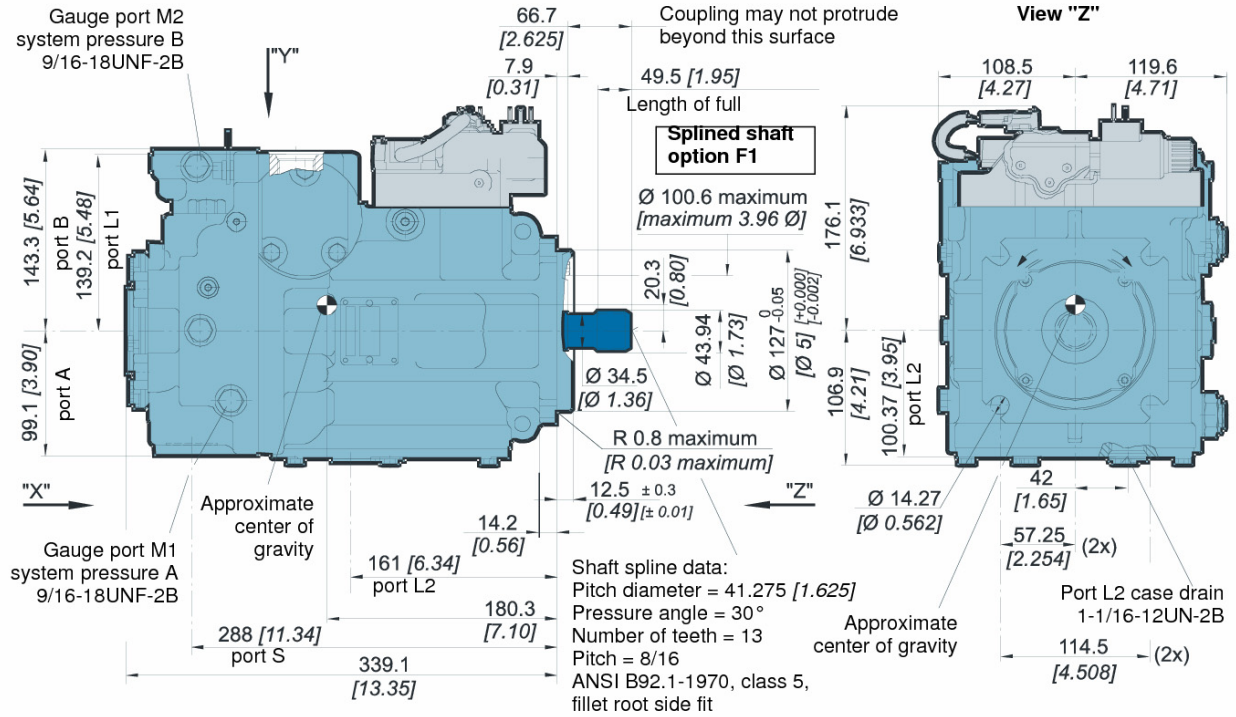 Gauge port M2
system pressure B
9/16-18UNF-2B
"Y"
66.7
[2.625]
Coupling may not protrude
beyond this surface
7.9
[0.31]
49.5 [1.95]
Length of full
Splined shaft
option F1
Ø 100.6 maximum
[maximum 3.96 Ø]
143.3 [5.64]
port B
139.2 [5.48]
port L1
99.1 [3.90]
port A
20.3
[0.80]
Ø 43.94
[Ø 1.73]
Ø 127 0 -0.05
[Ø 5] [+0.000] [-0.002]
Ø 34.5
[Ø 1.36]
R 0.8 maximum
[R 0.03 maximum]
12.5 ± 0.3
[0.49] [± 0.01]
"X"
"Z"
Approximate
center of
gravity
14.2
[0.56]
Gauge port M1
system pressure A
9/16-18UNF-2B
161 [6.34]
port L2
180.3
[7.10]
288 [11.34]
port S
339.1
[13.35]
Shaft spline data:
Pitch diameter = 41.275 [1.625]
Pressure angle = 30°
Number of teeth = 13
Pitch = 8/16
ANSI B92.1-1970, class 5,
fillet root side fit
View "Z"
108.5
[4.27]
119.6
[4.71]
176.1
[6.933]
106.9
[4.21]
100.37 [3.95]
port L2
Ø 14.27
[Ø 0.562]
42
[1.65]
57.25 (2x)
[2.254]
Port L2 case drain
1-1/16-12UN-2B
Approximate
center of gravity
114.5 (2x)
[4.508]